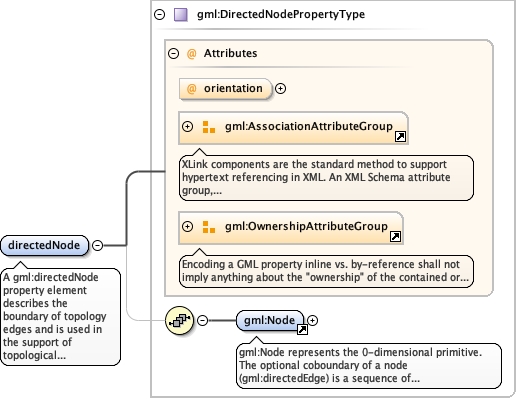 gml:DirectedNodePropertyType
@ Attributes
@ orientation
gml:AssociationAttributeGroup
XLink components are the standard method to support
hypertext referencing in XML. An XML Schema attribute
group,...
gml:OwnershipAttributeGroup
Encoding a GML property inline vs. by-reference shall not
imply anything about the "ownership" of the contained or...
directedNode
A gml:directedNode
property element
describes the
boundary of topology
edges and is used in
the support of
topological...
gml:Node
gml:Node represents the 0-dimensional primitive.
The optional coboundary of a node
(gml:directedEdge) is a sequence of...